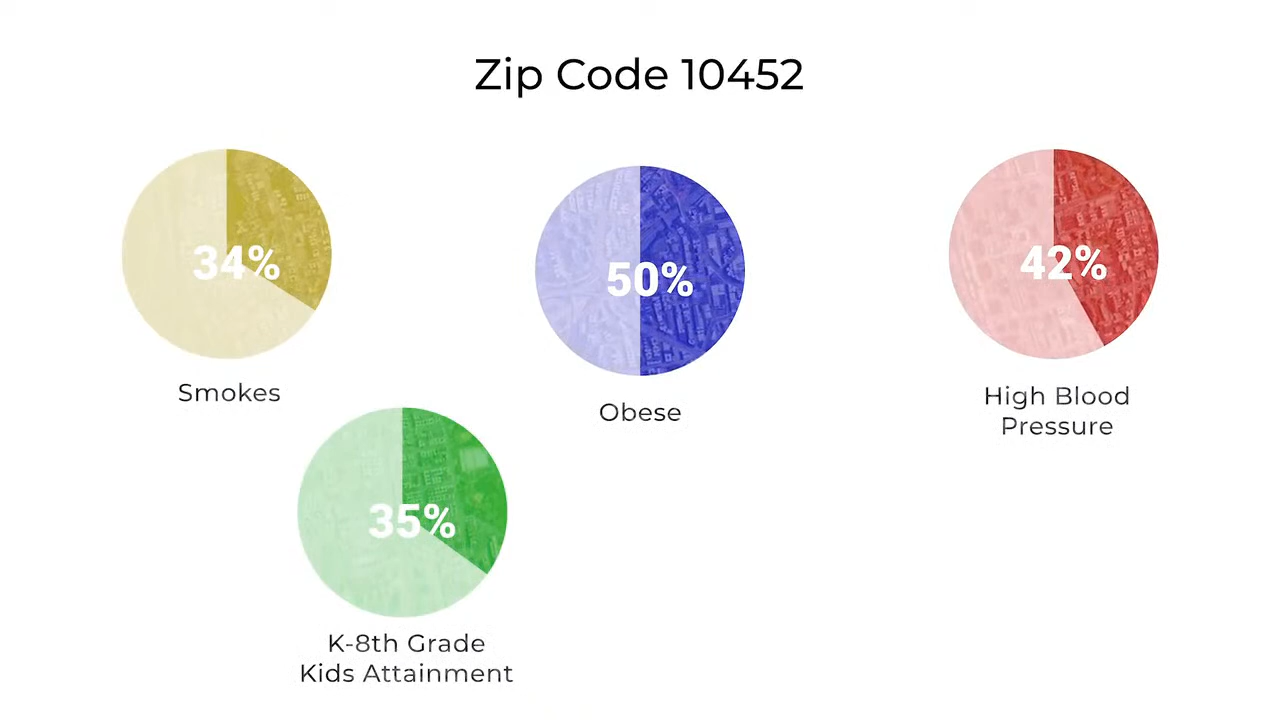 Zip Code 10452
34%
Smokes
50%
Obese
42%
High Blood
Pressure
35%
K-8th Grade
Kids Attainment